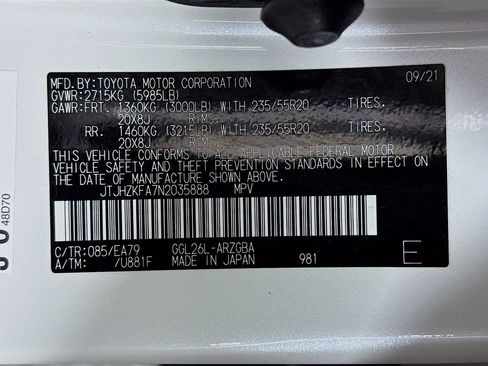 MFD. BY: TOYOTA MOTOR CORPORATION 09/21
GVWR: 2715KG (5985LB)
GAWR: FRT. 1360KG (3000LB) WITH 235/55R20 TIRES.
20X8J RIMS.
RR. 1460KG (3215LB) WITH 235/55R20 TIRES.
20X8J RIMS.
THIS VEHICLE CONFORMS TO ALL APPLICABLE FEDERAL MOTOR
VEHICLE SAFETY AND THEFT PREVENTION STANDARDS IN EFFECT
ON THE DATE OF MANUFACTURE SHOWN ABOVE.
JTJHZKFA7N2035888 MPV
C/TR: 085/EA79 GGL26L-ARZGBA
A/TM: /U881F MADE IN JAPAN 981 E
48D70